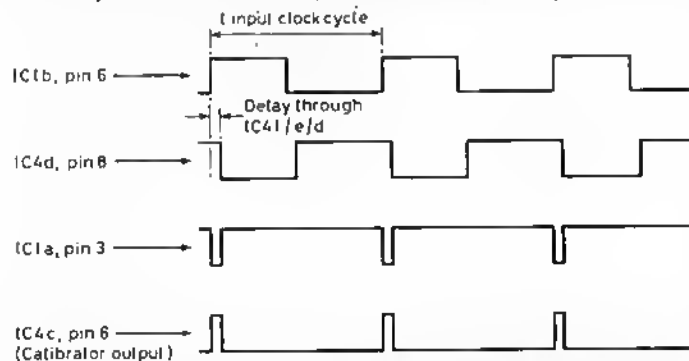 t input clock cycle
IC1b, pin 6
Delay through
IC4f/e/d
IC4d, pin 8
IC1a, pin 3
IC4c, pin 6
(Calibrator output)